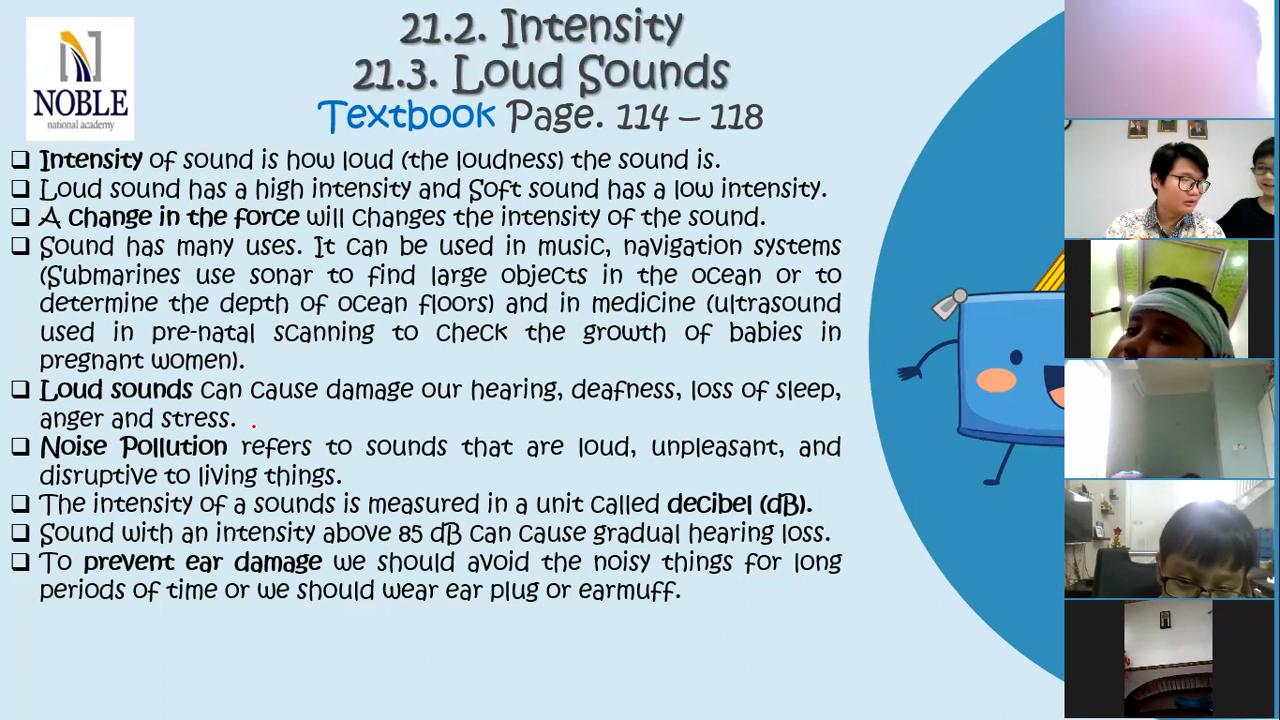 NOBLE
national academy
21.2. Intensity
21.3. Loud Sounds
Textbook Page. 114 – 118
❑ Intensity of sound is how loud (the loudness) the sound is.
❑ Loud sound has a high intensity and Soft sound has a low intensity.
❑ A change in the force will changes the intensity of the sound.
❑ Sound has many uses. It can be used in music, navigation systems
(Submarines use sonar to find large objects in the ocean or to
determine the depth of ocean floors) and in medicine (ultrasound
used in pre-natal scanning to check the growth of babies in
pregnant women).
❑ Loud sounds can cause damage our hearing, deafness, loss of sleep,
anger and stress.
❑ Noise Pollution refers to sounds that are loud, unpleasant, and
disruptive to living things.
❑ The intensity of a sounds is measured in a unit called decibel (dB).
❑ Sound with an intensity above 85 dB can cause gradual hearing loss.
❑ To prevent ear damage we should avoid the noisy things for long
periods of time or we should wear ear plug or earmuff.